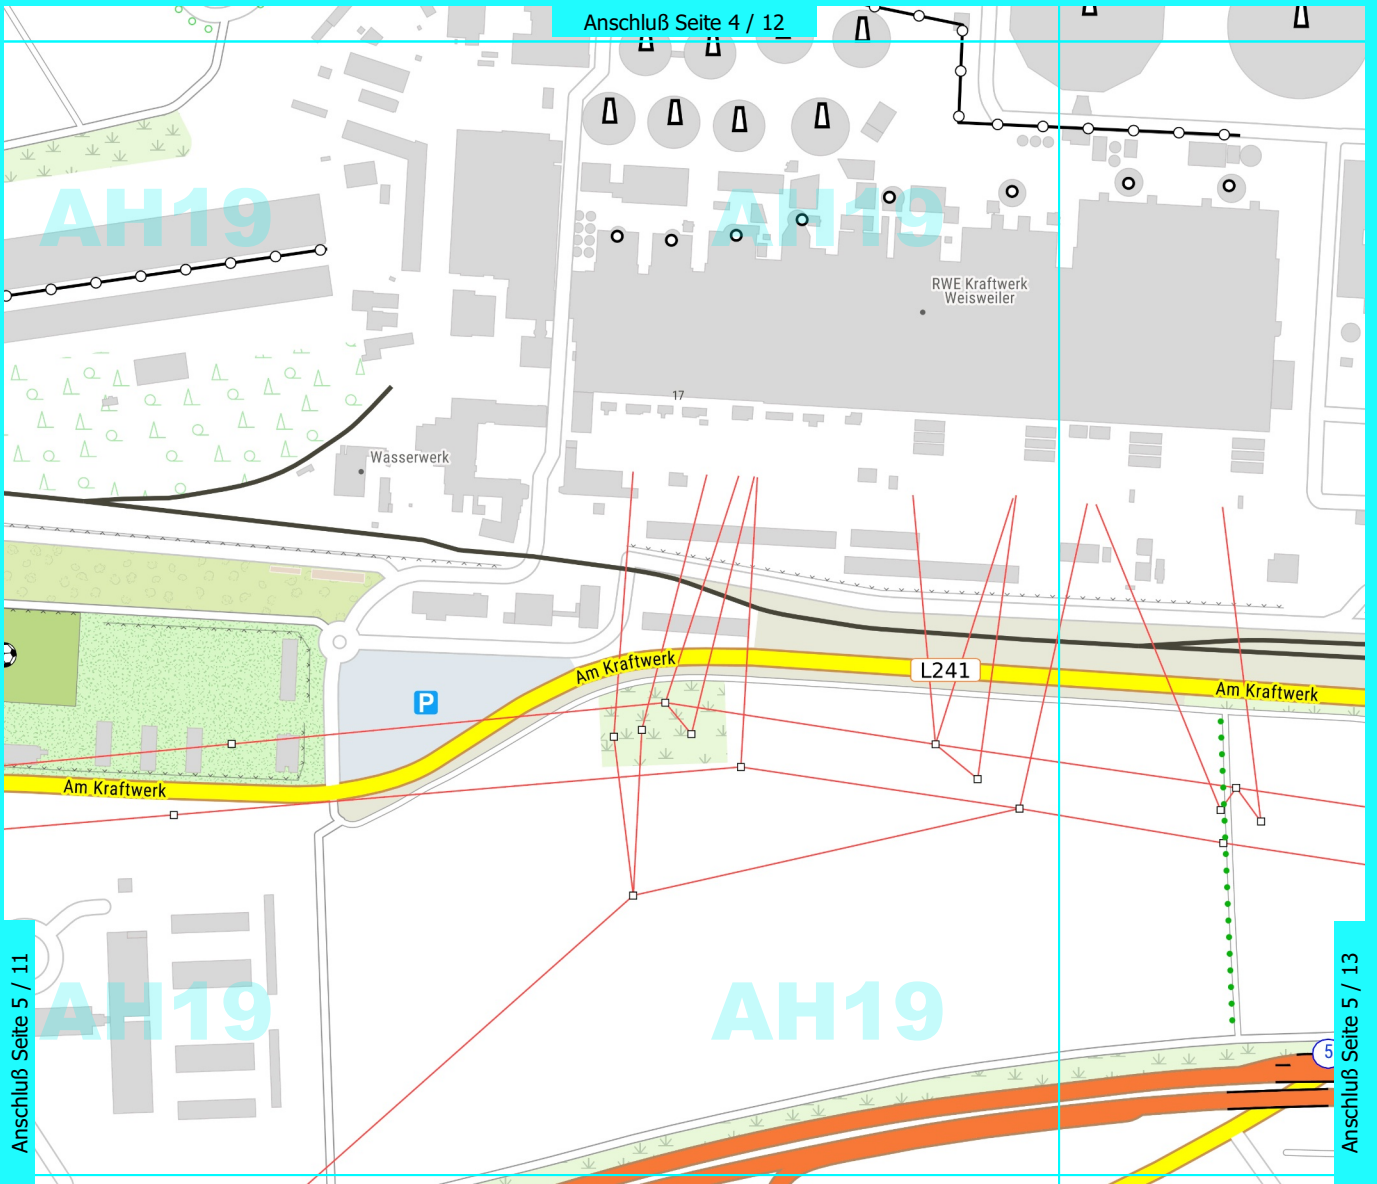 Anschluß Seite 4 / 12
AH19
AH19
RWE Kraftwerk
Weisweiler
17
Wasserwerk
Am Kraftwerk
L241
Am Kraftwerk
P
Am Kraftwerk
Anschluß Seite 5 / 11
AH19
AH19
5
Anschluß Seite 5 / 13